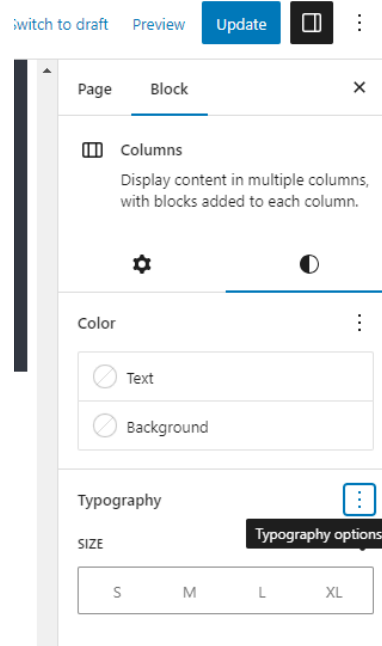 Switch to draft Preview Update
Page Block
Columns
Display content in multiple columns,
with blocks added to each column.
Color
Text
Background
Typography
Typography options
SIZE
S M L XL